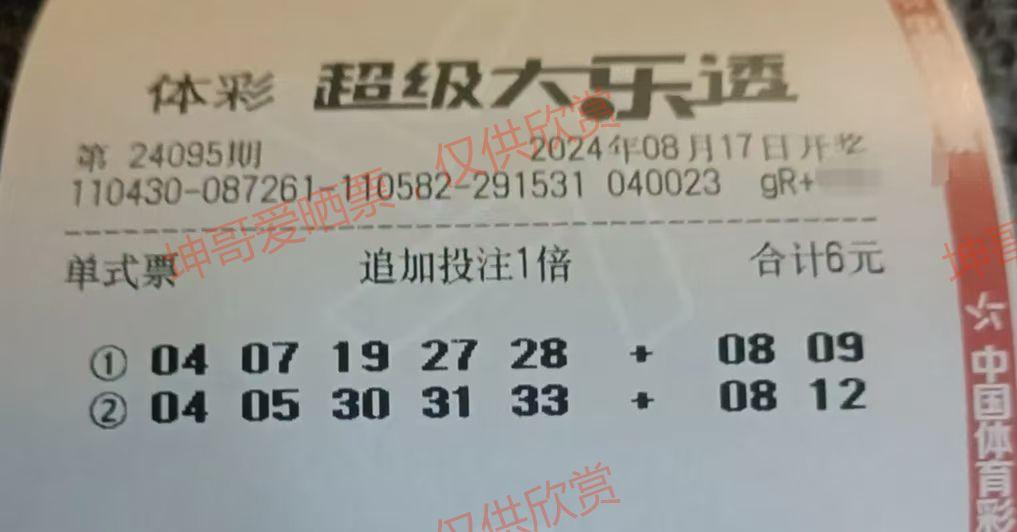 体彩 超级大乐透
第 24095期 2024年08月17日开奖
110430-087261-110582-291531 040023 gR+
坤哥爱晒票 仅供欣赏
单式票 追加投注1倍 合计6元
① 04 07 19 27 28 + 08 09
② 04 05 30 31 33 + 08 12
仅供欣赏
坤哥
中国体育彩